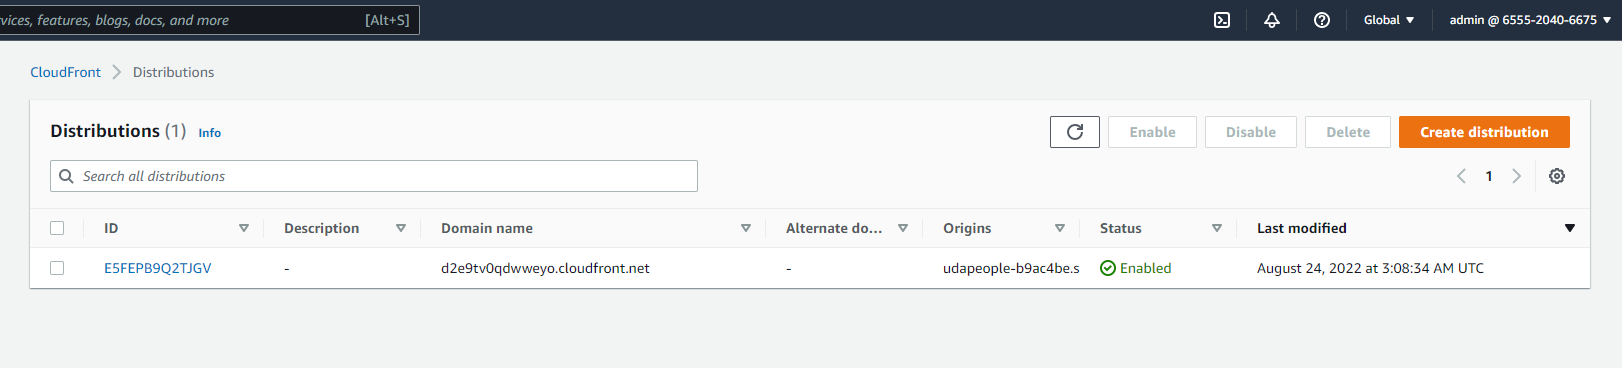 vices, features, blogs, docs, and more [Alt+S] Global admin @ 6555-2040-6675
CloudFront Distributions
Distributions (1) Info Enable Disable Delete Create distribution
Search all distributions 1
ID Description Domain name Alternate do... Origins Status Last modified
E5FEPB9Q2TJGV - d2e9tv0qdwweyo.cloudfront.net - udapeople-b9ac4be.s Enabled August 24, 2022 at 3:08:34 AM UTC